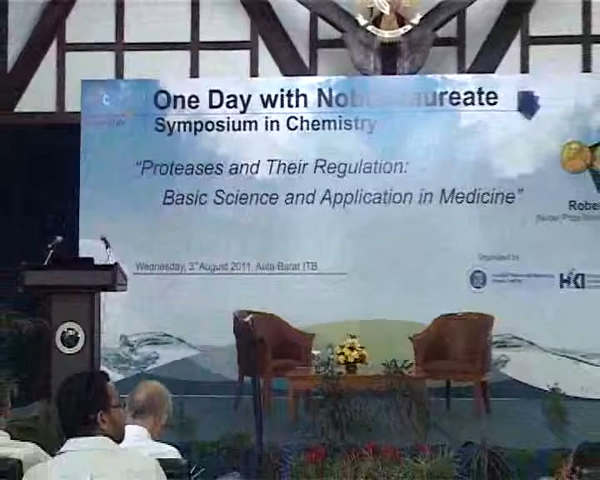 One Day with Nobel Laureate
Symposium in Chemistry
"Proteases and Their Regulation:
Basic Science and Application in Medicine"
Wednesday, 3rd August 2011, Aula Barat ITB
Organized by
HKI